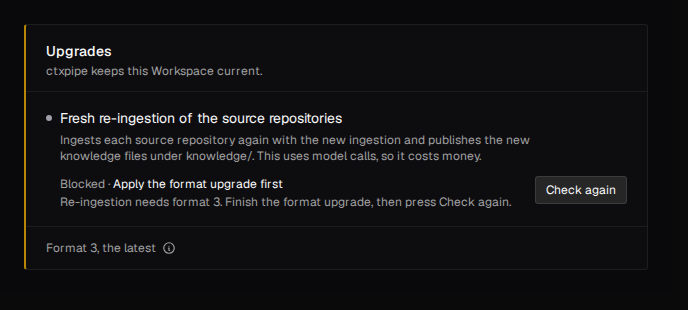 Upgrades
ctxpipe keeps this Workspace current.
Fresh re-ingestion of the source repositories
Ingests each source repository again with the new ingestion and publishes the new
knowledge files under knowledge/. This uses model calls, so it costs money.
Blocked · Apply the format upgrade first
Re-ingestion needs format 3. Finish the format upgrade, then press Check again.
Check again
Format 3, the latest